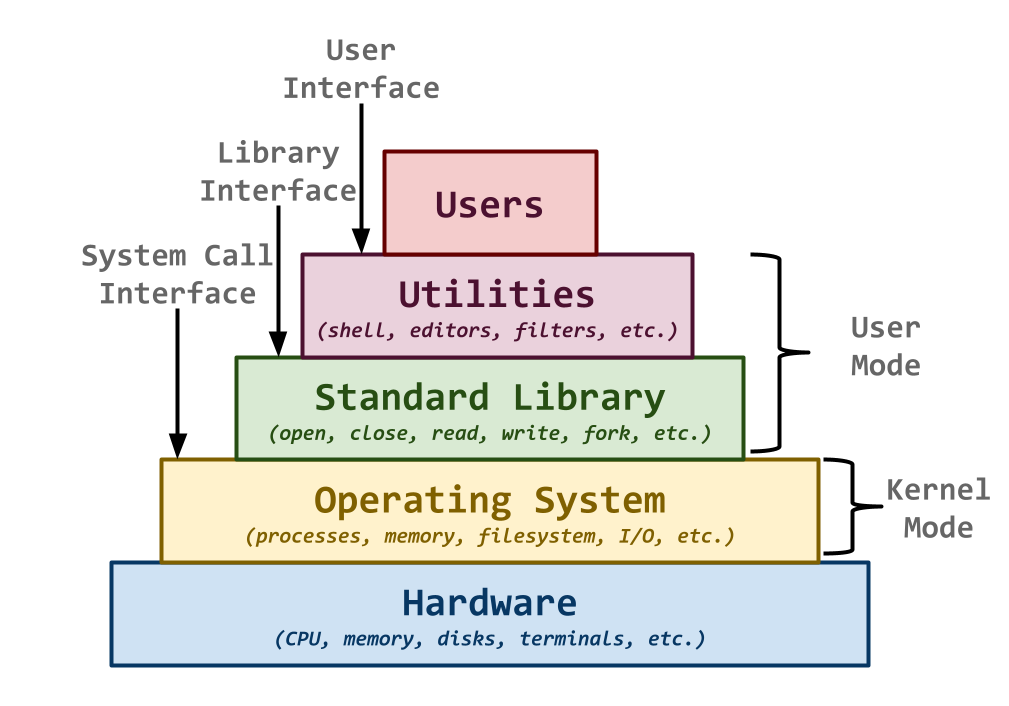 User
Interface
Library
Interface
Users
System Call
Interface
Utilities
(shell, editors, filters, etc.)
User
Mode
Standard Library
(open, close, read, write, fork, etc.)
Operating System
(processes, memory, filesystem, I/O, etc.)
Kernel
Mode
Hardware
(CPU, memory, disks, terminals, etc.)